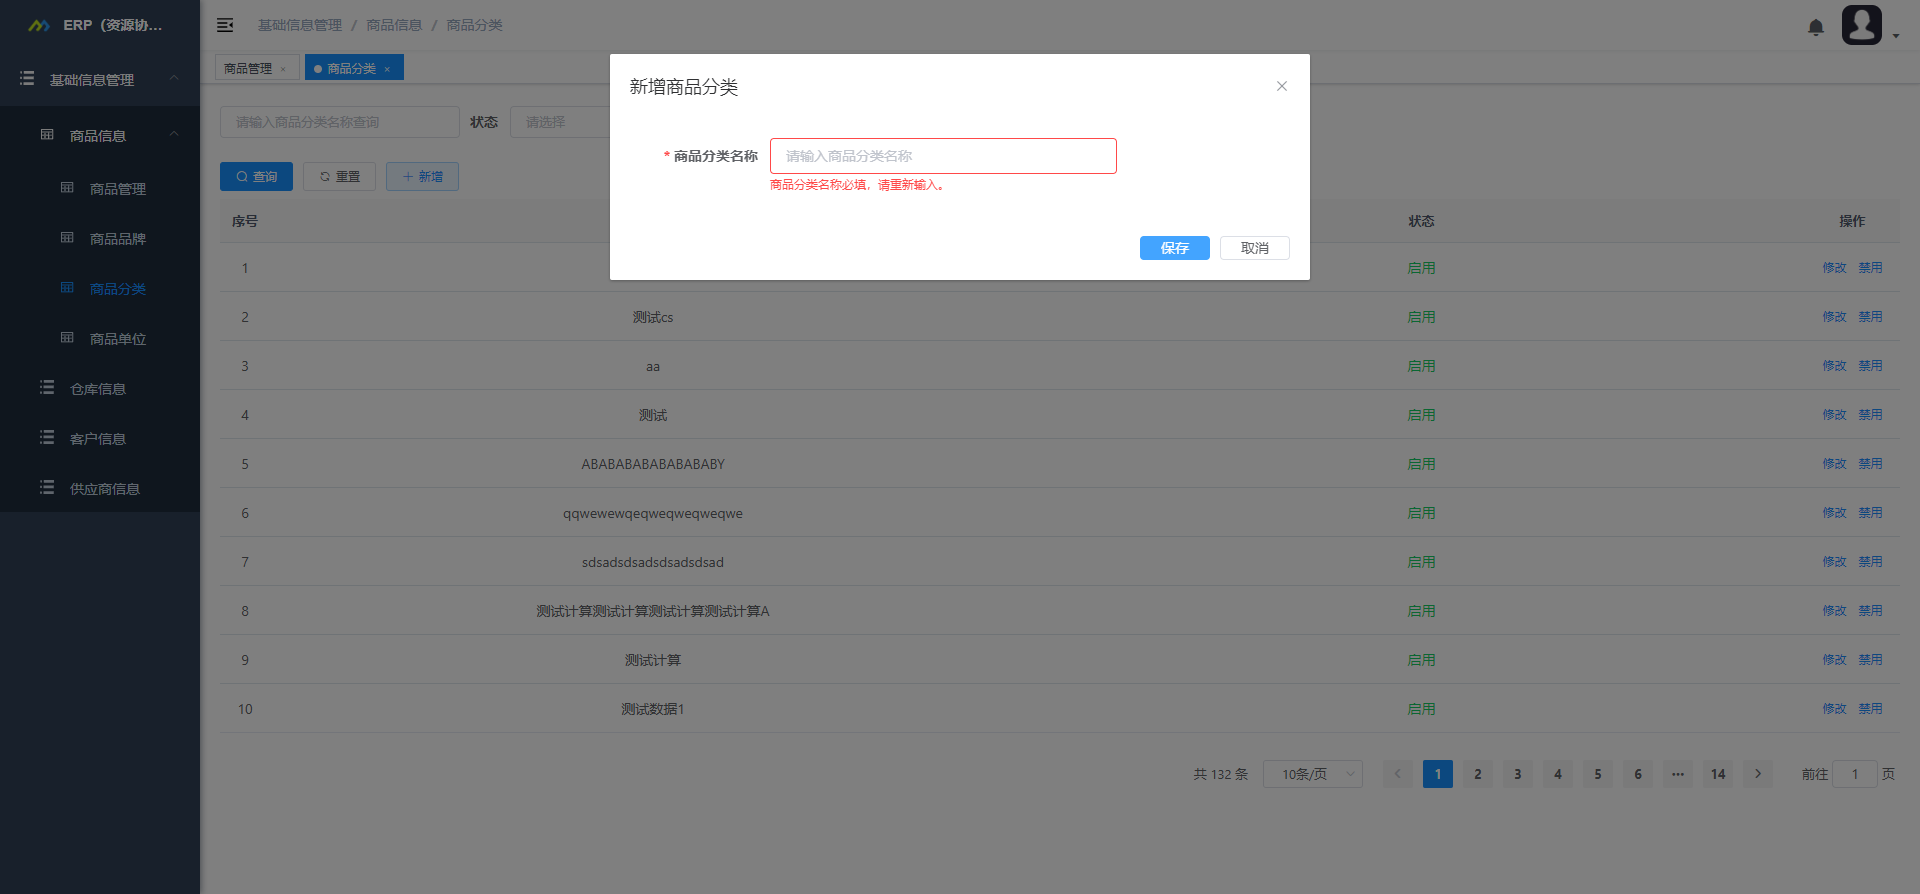 ERP（资源协...
基础信息管理 / 商品信息 / 商品分类
基础信息管理
商品信息
商品管理
商品品牌
商品分类
商品单位
仓库信息
客户信息
供应商信息
商品管理 ×
商品分类 ×
请输入商品分类名称查询 状态 请选择
查询 重置 + 新增
新增商品分类
* 商品分类名称 请输入商品分类名称
商品分类名称必填，请重新输入。
保存 取消
序号 状态 操作
1 启用 修改 禁用
2 测试cs 启用 修改 禁用
3 aa 启用 修改 禁用
4 测试 启用 修改 禁用
5 ABABABABABABABABY 启用 修改 禁用
6 qqwewewqeqweqweqweqwe 启用 修改 禁用
7 sdsadsdsadsdsadsdsad 启用 修改 禁用
8 测试计算测试计算测试计算测试计算A 启用 修改 禁用
9 测试计算 启用 修改 禁用
10 测试数据1 启用 修改 禁用
共 132 条 10条/页 1 2 3 4 5 6 ••• 14 前往 1 页